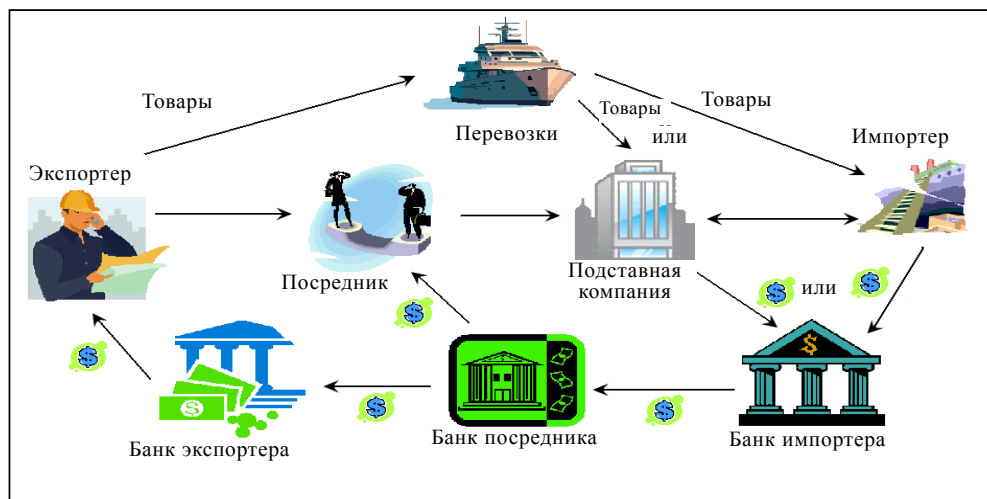 Товары
Товары
Товары
Перевозки
или
Импортер
Экспортер
Посредник
Подставная
компания
$
или
$
$
$
$
$
$
$
Банк экспортера
Банк посредника
Банк импортера